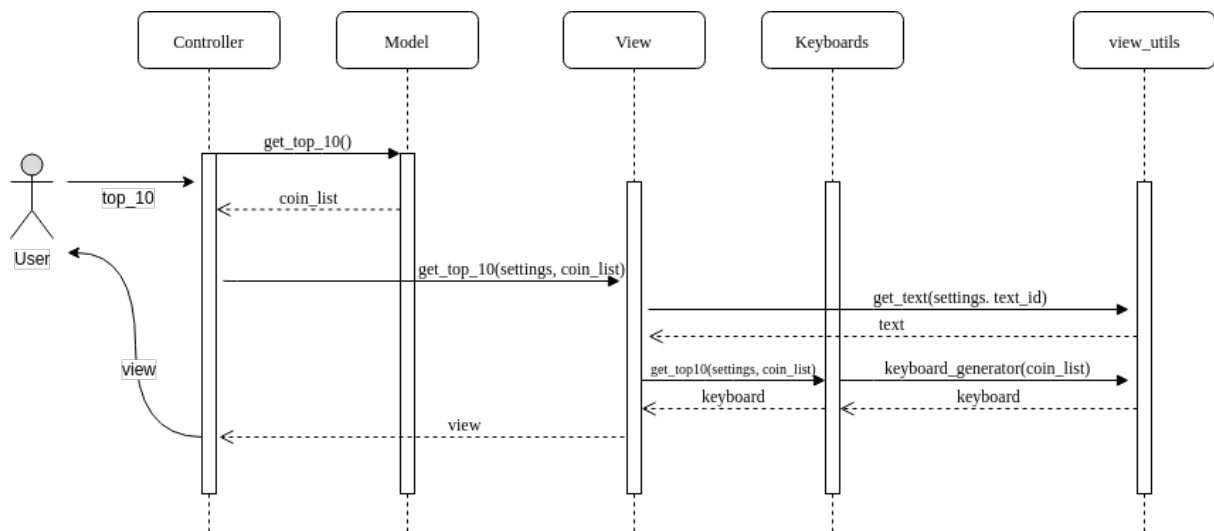 Controller
Model
View
Keyboards
view_utils
get_top_10()
top_10
coin_list
User
get_top_10(settings, coin_list)
get_text(settings. text_id)
text
view
get_top10(settings, coin_list)
keyboard_generator(coin_list)
keyboard
keyboard
view